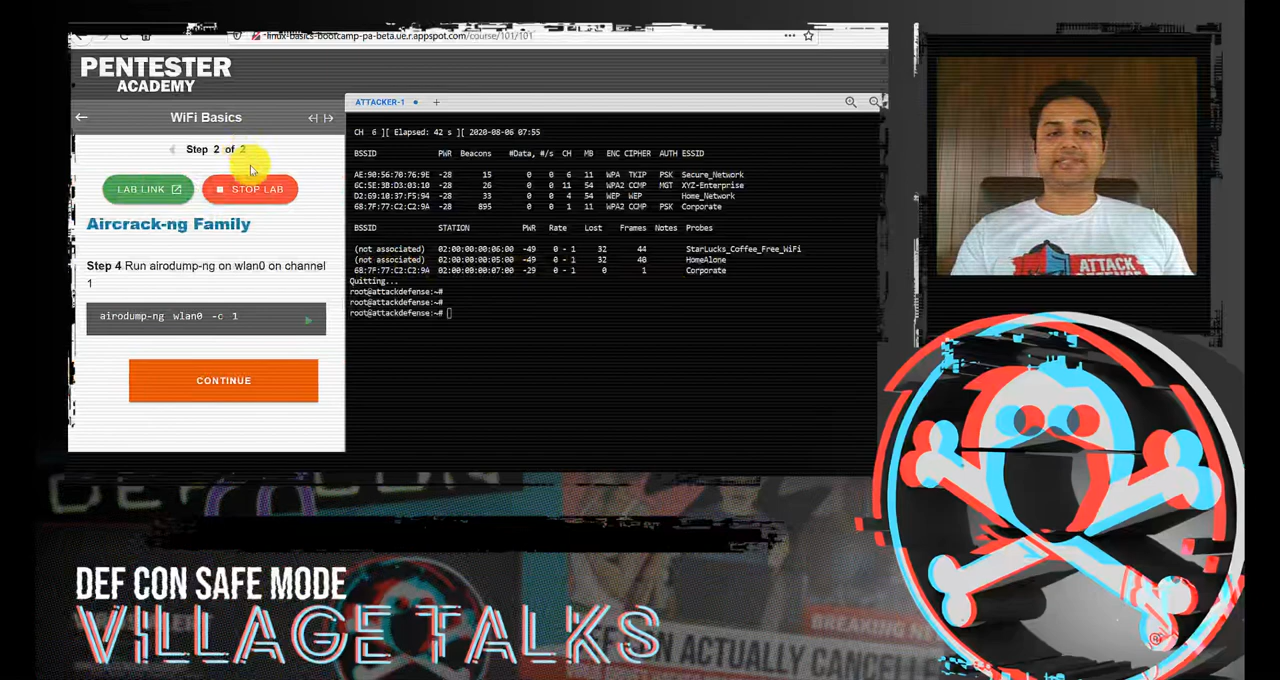 linux-basics-bootcamp-pa-beta.ue.r.appspot.com/course/101/101
PENTESTER
ACADEMY
WiFi Basics
Step 2 of 2
LAB LINK
STOP LAB
Aircrack-ng Family
Step 4 Run airodump-ng on wlan0 on channel
1
airodump-ng wlan0 -c 1
CONTINUE
ATTACKER-1
+
CH 6 ][ Elapsed: 42 s ][ 2020-08-06 07:55
BSSID PWR Beacons #Data, #/s CH MB ENC CIPHER AUTH ESSID
AE:90:56:70:76:9E -28 15 0 0 6 11 WPA TKIP PSK Secure_Network
6C:5E:3B:D3:03:10 -28 26 0 0 11 54 WPA2 CCMP MGT XYZ-Enterprise
D2:69:10:37:F5:94 -28 33 0 0 4 54 WEP WEP Home_Network
68:7F:77:C2:C2:9A -28 895 0 0 1 11 WPA2 CCMP PSK Corporate
BSSID STATION PWR Rate Lost Frames Notes Probes
(not associated) 02:00:00:00:06:00 -49 0 - 1 32 44 StarLucks_Coffee_Free_WiFi
(not associated) 02:00:00:00:05:00 -49 0 - 1 32 40 HomeAlone
68:7F:77:C2:C2:9A 02:00:00:00:07:00 -29 0 - 1 0 1 Corporate
Quitting...
root@attackdefense:~#
root@attackdefense:~#
root@attackdefense:~#
ATTACK
DEFENSE
DEF CON SAFE MODE
VILLAGE TALKS
BREAKING
DEF CON ACTUALLY CANCELLE